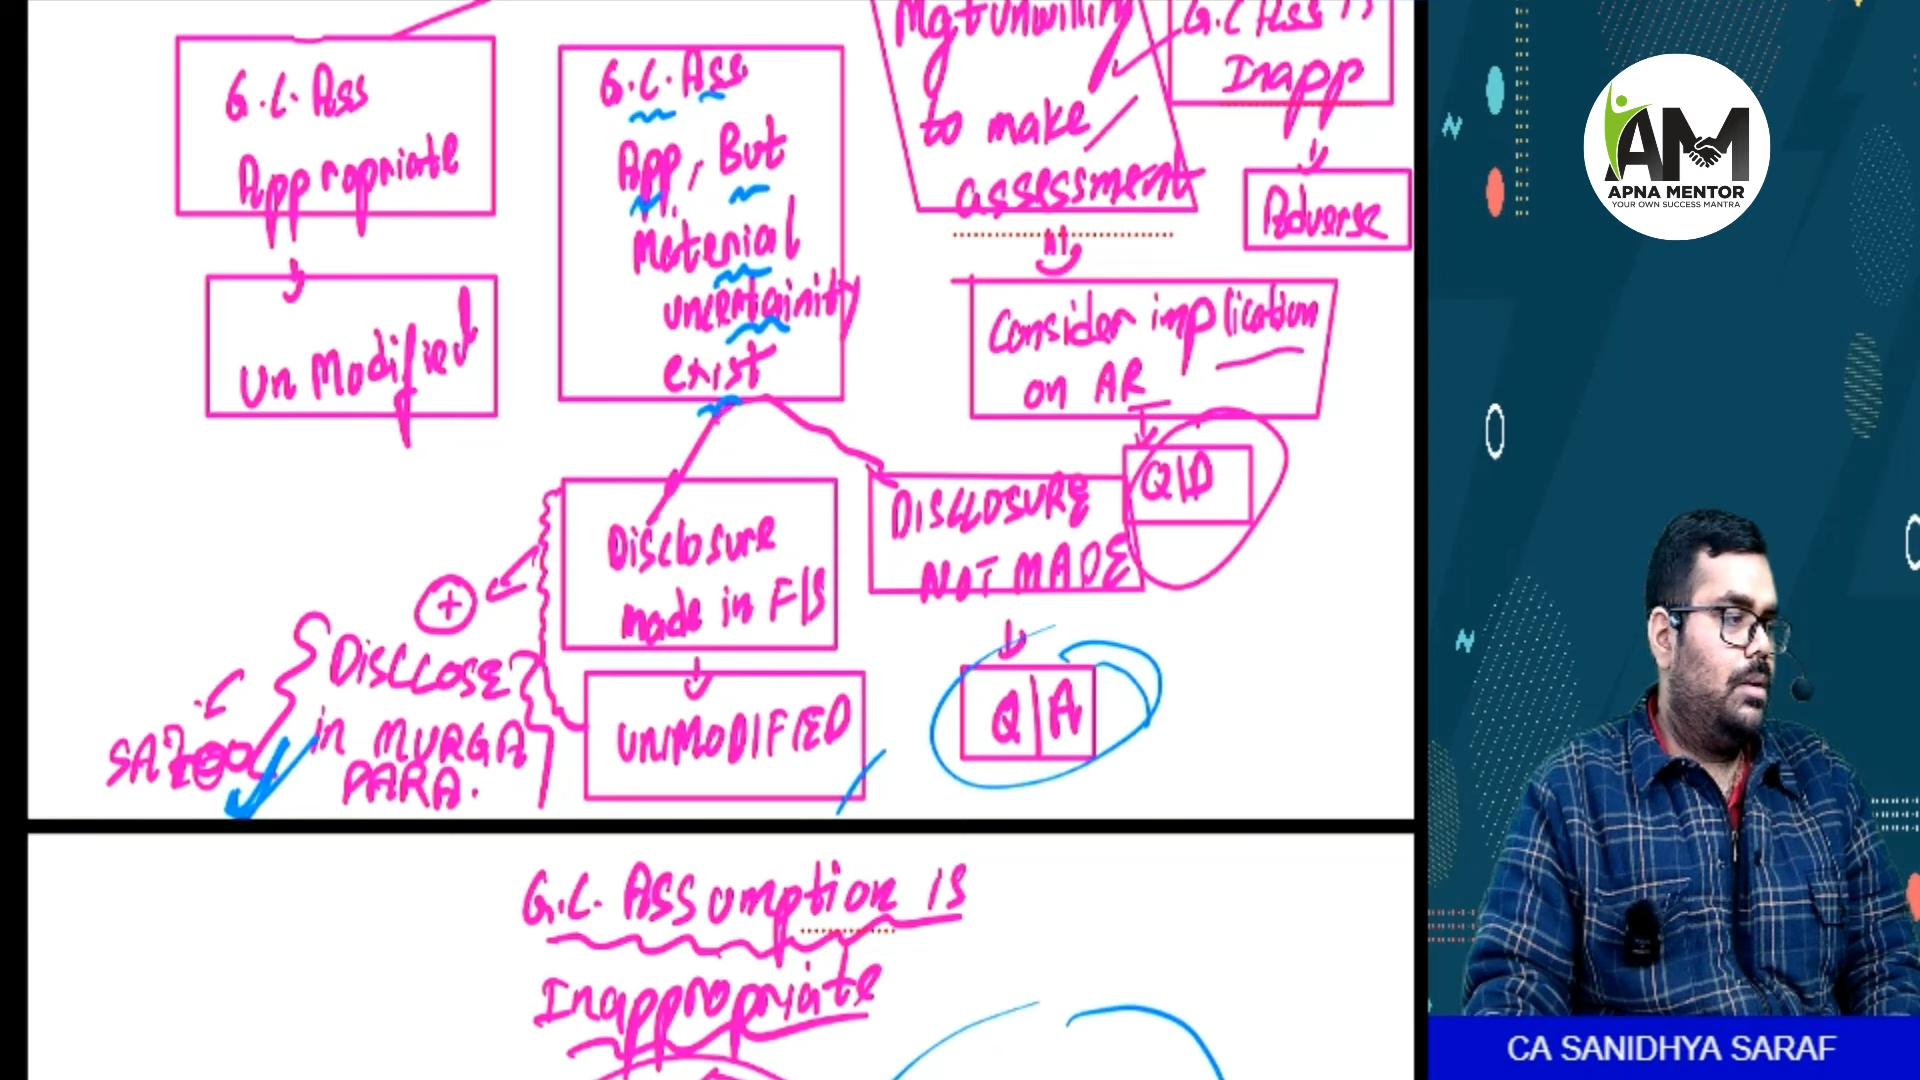 G.C. Ass
Appropriate
Un Modified
G.C. Ass
App, But
Material
uncertainity
exist
Mgt unwilling
to make
assessment
G.C Ass is
Inapp
Adverse
Consider implication
on AR
Q|D
Disclosure
made in F/S
UNMODIFIED
DISCLOSURE
NOT MADE
Q|A
+
DISCLOSE
in MURGA
PARA.
G.C. Assumption is
Inappropriate
AM
APNA MENTOR
YOUR OWN SUCCESS MANTRA
CA SANIDHYA SARAF